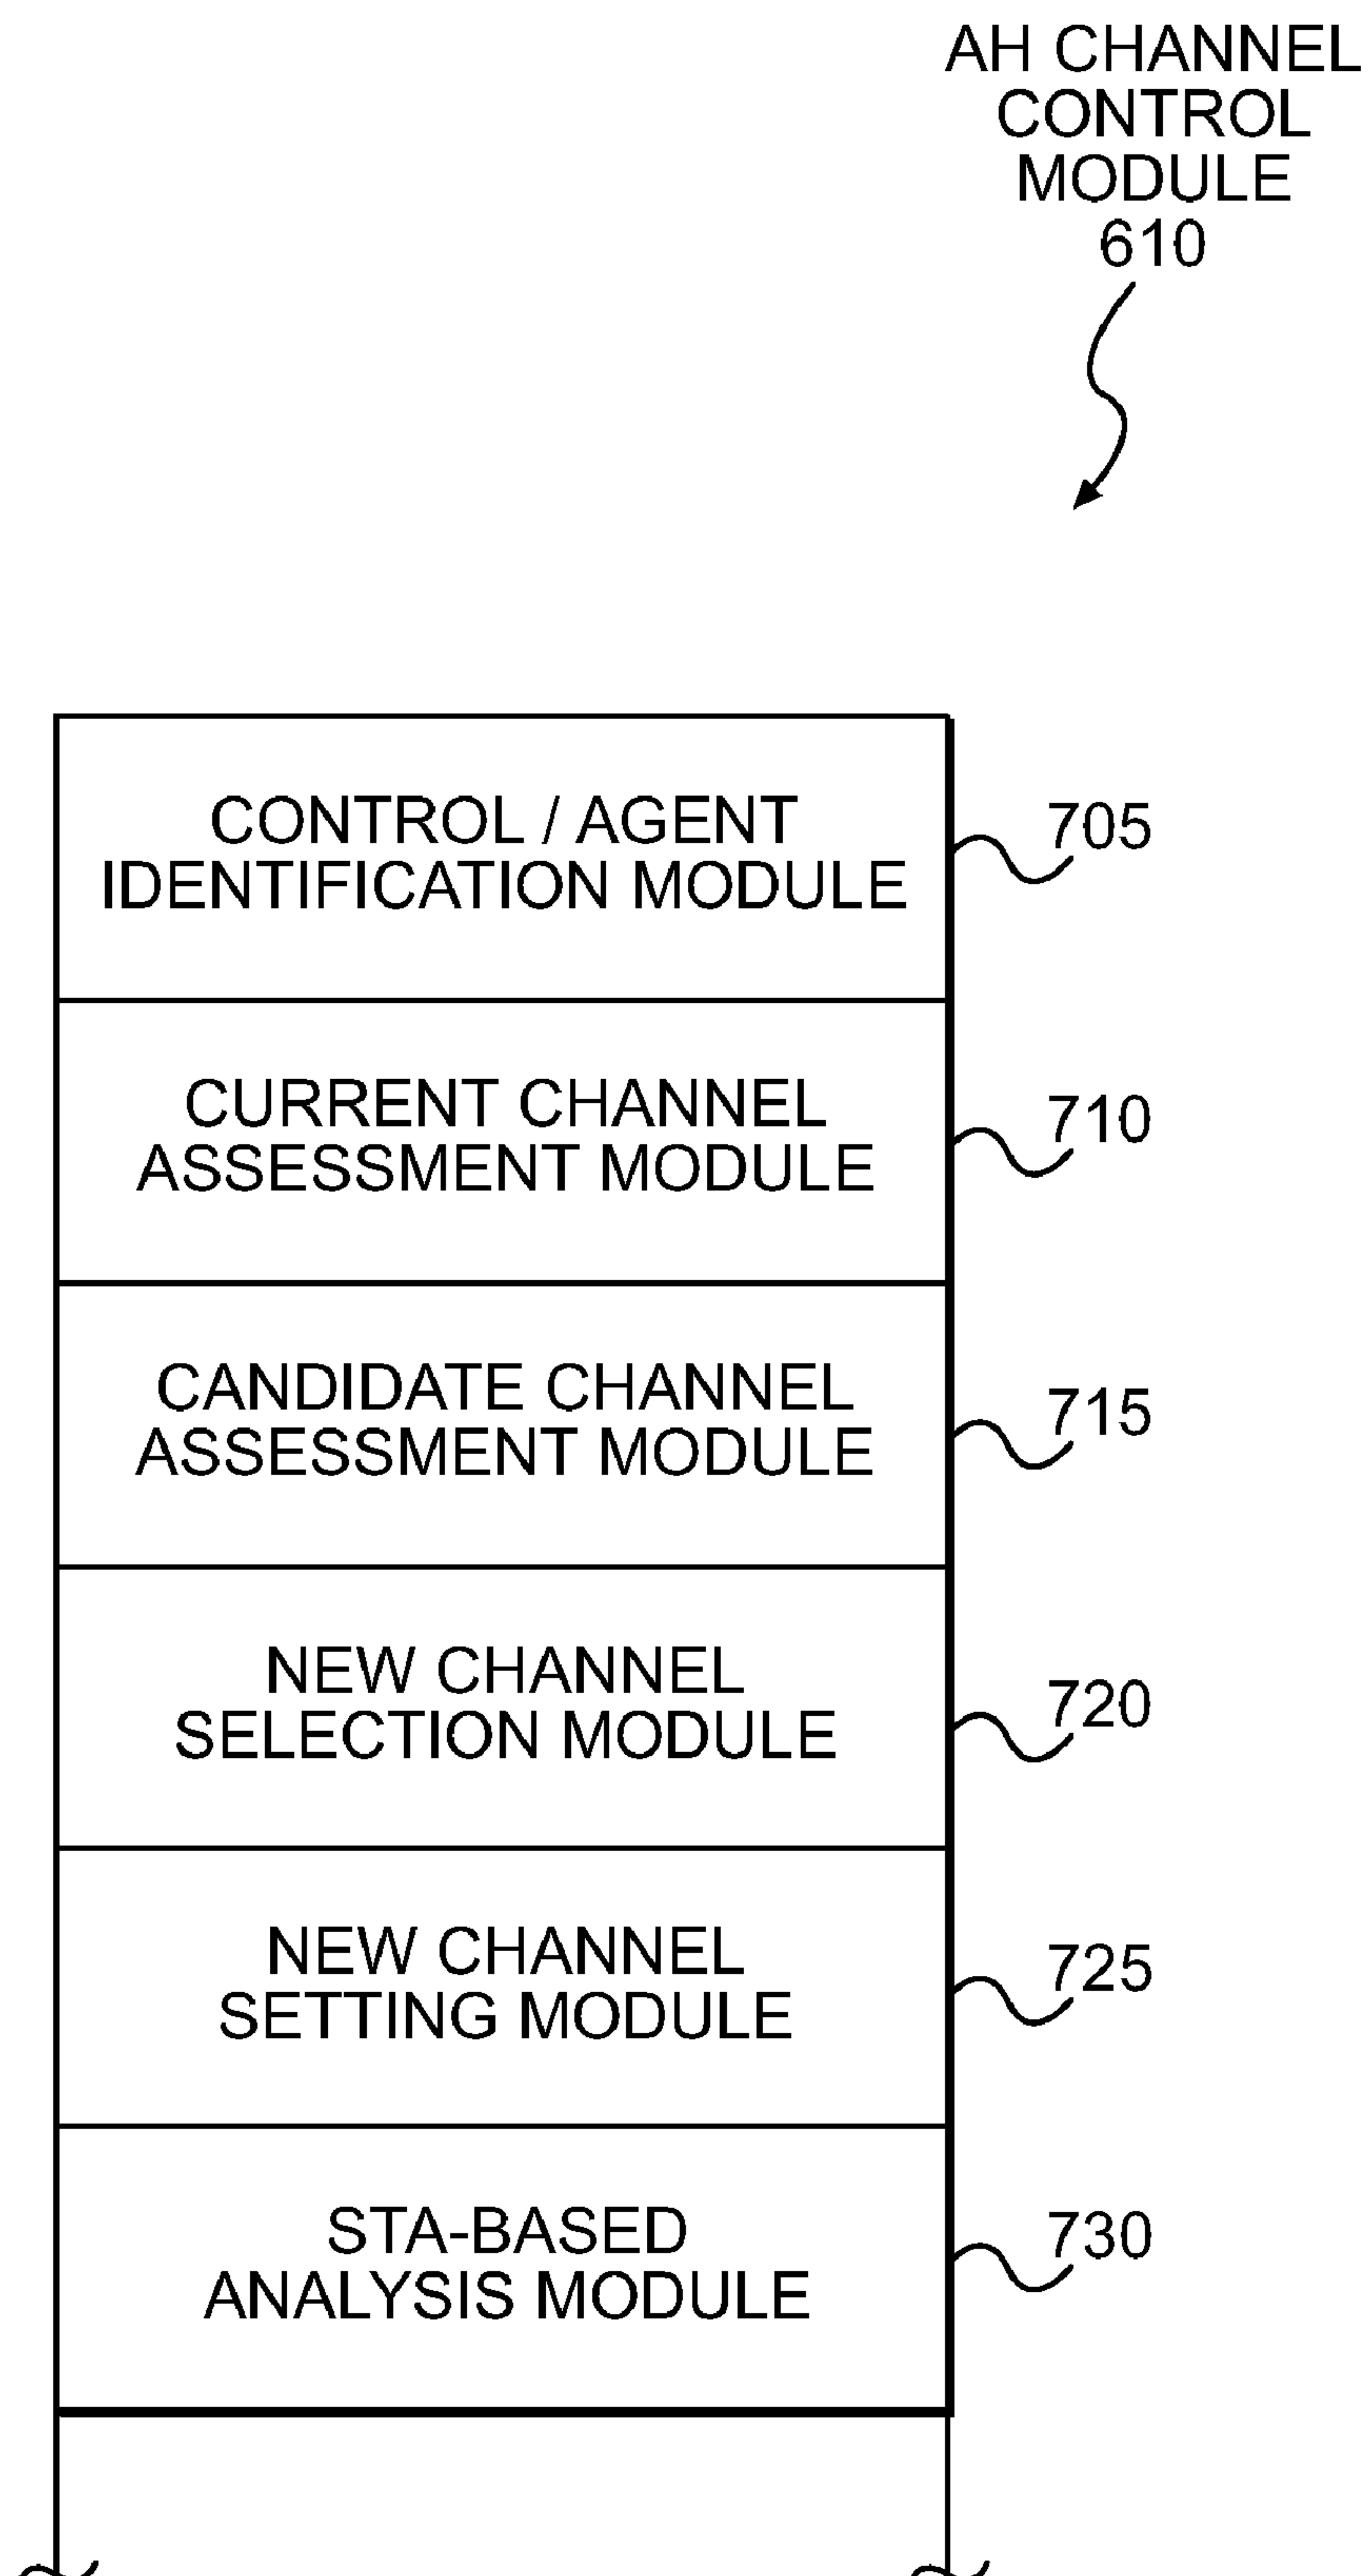 AH CHANNEL
CONTROL
MODULE
610
CONTROL / AGENT
IDENTIFICATION MODULE
705
CURRENT CHANNEL
ASSESSMENT MODULE
710
CANDIDATE CHANNEL
ASSESSMENT MODULE
715
NEW CHANNEL
SELECTION MODULE
720
NEW CHANNEL
SETTING MODULE
725
STA-BASED
ANALYSIS MODULE
730